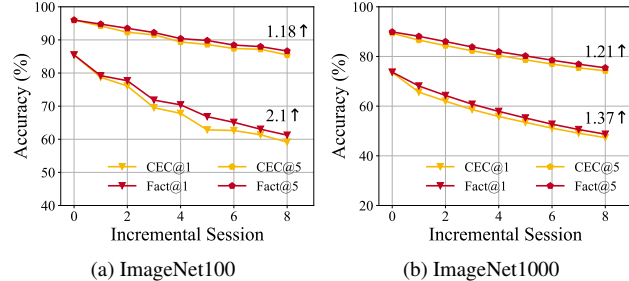 100
90
80
70
60
50
40
Accuracy (%)
1.18↑
2.1↑
CEC@1
CEC@5
Fact@1
Fact@5
0
2
4
6
8
Incremental Session
(a) ImageNet100
100
80
60
40
20
Accuracy (%)
1.21↑
1.37↑
CEC@1
CEC@5
Fact@1
Fact@5
0
2
4
6
8
Incremental Session
(b) ImageNet1000